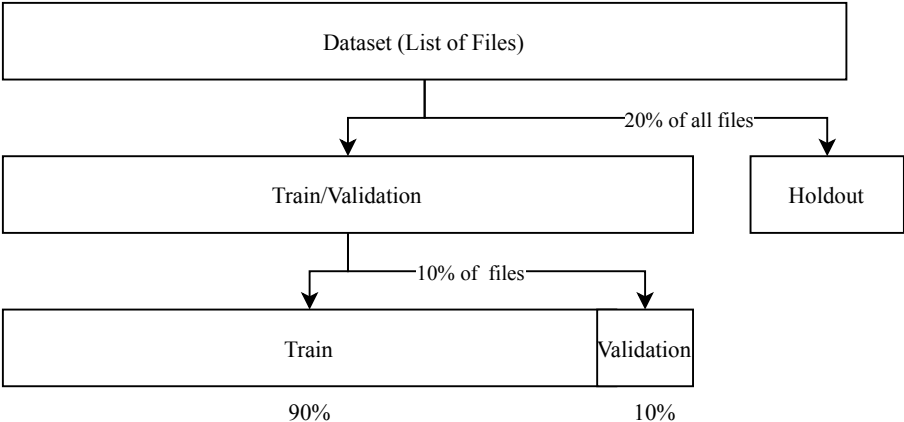 Dataset (List of Files)
20% of all files
Train/Validation
Holdout
10% of  files
Train
Validation
90%
10%